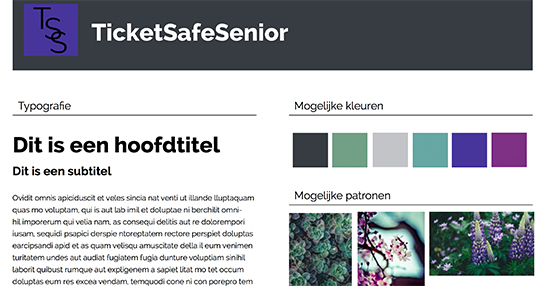 TSS
TicketSafeSenior
Typografie
Dit is een hoofdtitel
Dit is een subtitel
Ovidit omnis apiciduscit et veles sincia nat venti ut illande lluptaquam
quas mo voluptam, qui is aut lab imil et doluptae ni berchilit omni-
hil imporerum qui velia nam, as consequi delitis aut re dolorempori
iusam, sequidi psapici derspie ntoreptatem rectore perspiet doluptas
earcipsandi apid et as quam velisqu amuscitate della il eum venimen
turitatem undes aut audiat fugiatem fugia dunture voluptiam sinihil
laborit quibust rumque aut expligenem a sapiet litat mo tet occum
doluptas eum res excea vendam, temquodi cone ni con porepro tem
Mogelijke kleuren
Mogelijke patronen